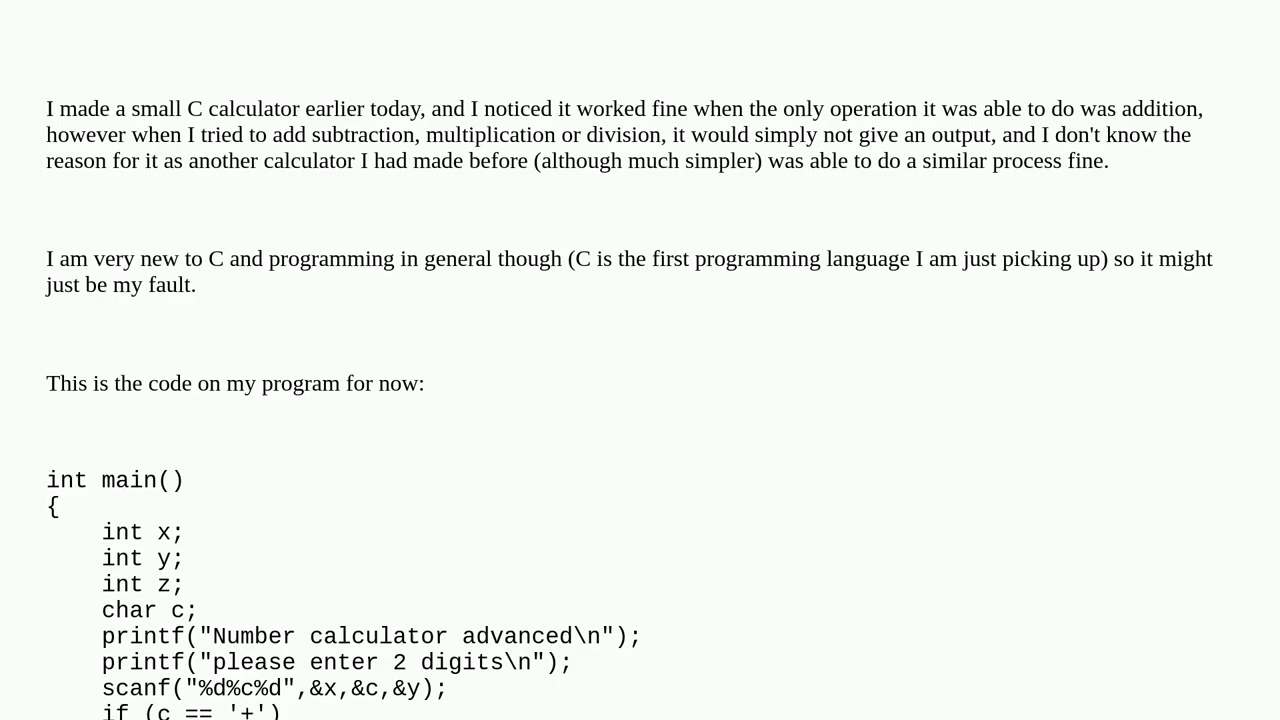 I made a small C calculator earlier today, and I noticed it worked fine when the only operation it was able to do was addition,
however when I tried to add subtraction, multiplication or division, it would simply not give an output, and I don't know the
reason for it as another calculator I had made before (although much simpler) was able to do a similar process fine.
I am very new to C and programming in general though (C is the first programming language I am just picking up) so it might
just be my fault.
This is the code on my program for now:
int main()
{
    int x;
    int y;
    int z;
    char c;
    printf("Number calculator advanced\n");
    printf("please enter 2 digits\n");
    scanf("%d%c%d",&x,&c,&y);
    if (c == '+')